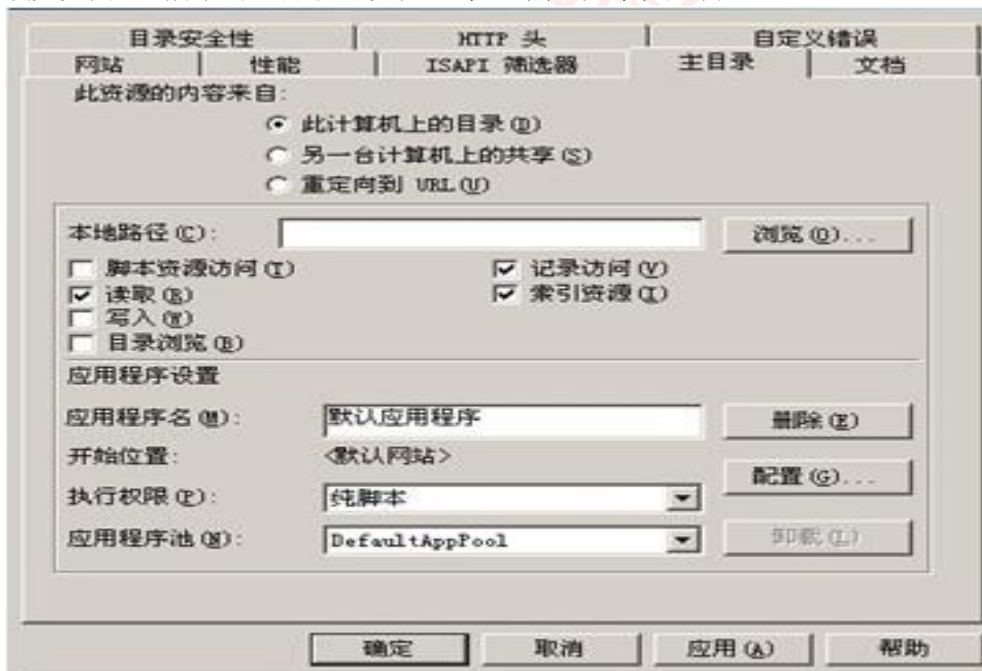 目录安全性 HTTP 头 自定义错误
网站 性能 ISAPI 筛选器 主目录 文档
此资源的内容来自:
此计算机上的目录(D)
另一台计算机上的共享(S)
重定向到 URL(U)
本地路径(C): 浏览(O)...
脚本资源访问(T) 记录访问(V)
读取(R) 索引资源(I)
写入(W)
目录浏览(B)
应用程序设置
应用程序名(M): 默认应用程序 删除(E)
开始位置: <默认网站>
配置(G)...
执行权限(P): 纯脚本
应用程序池(N): DefaultAppPool 卸载(L)
确定 取消 应用(A) 帮助